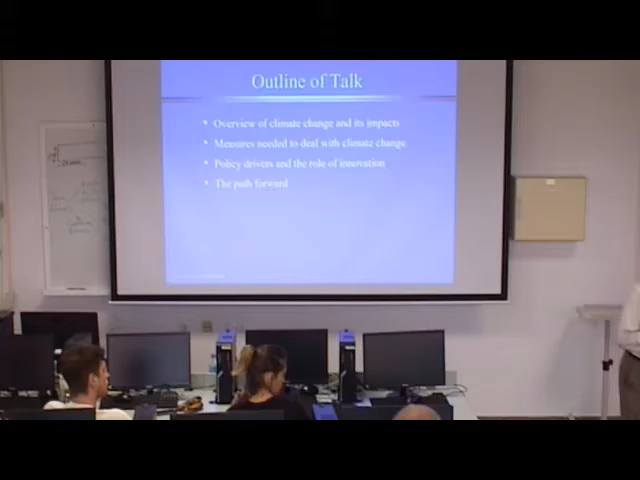 Outline of Talk
• Overview of climate change and its impacts
• Measures needed to deal with climate change
• Policy drivers and the role of innovation
• The path forward